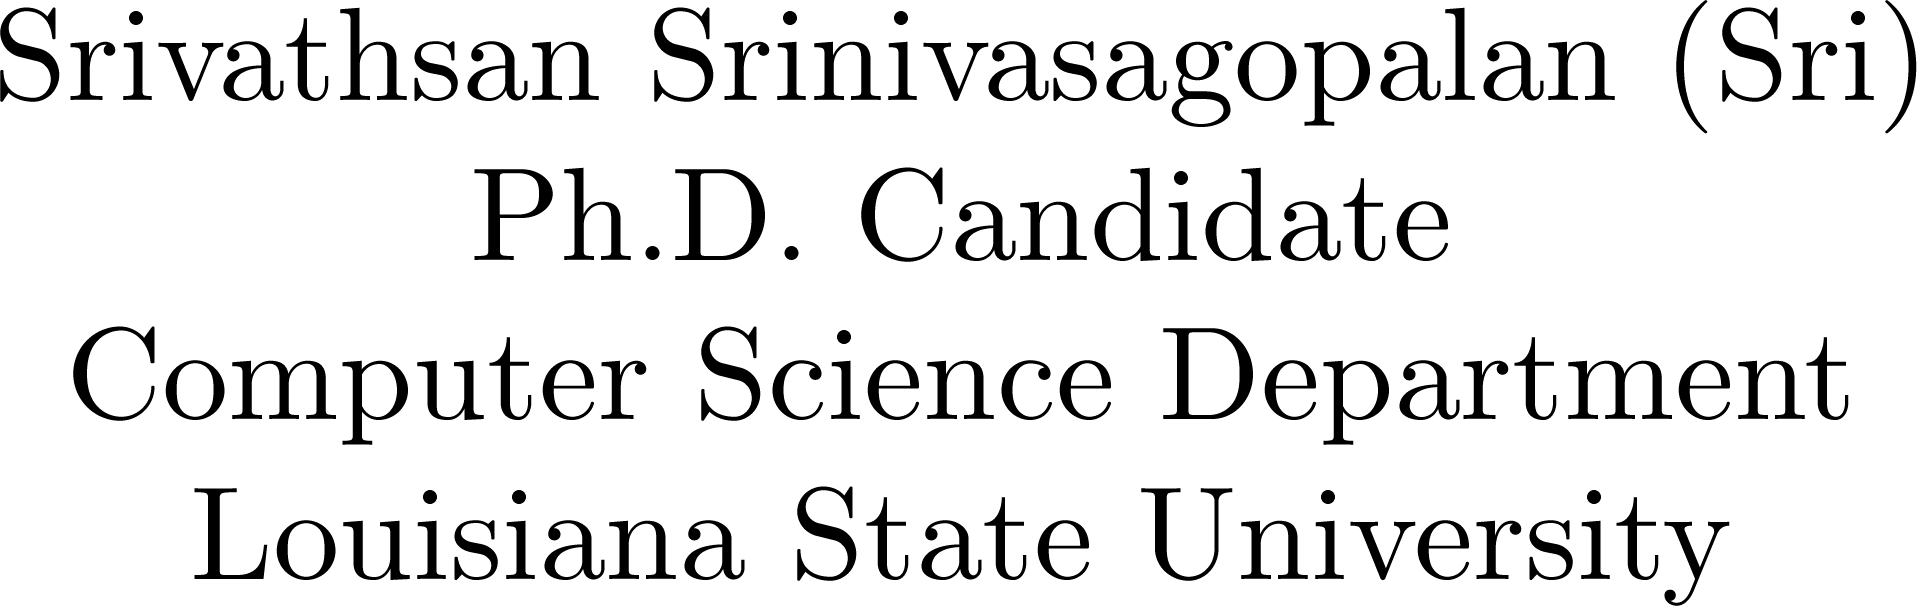 Srivathsan Srinivasagopalan (Sri)
Ph.D. Candidate
Computer Science Department
Louisiana State University